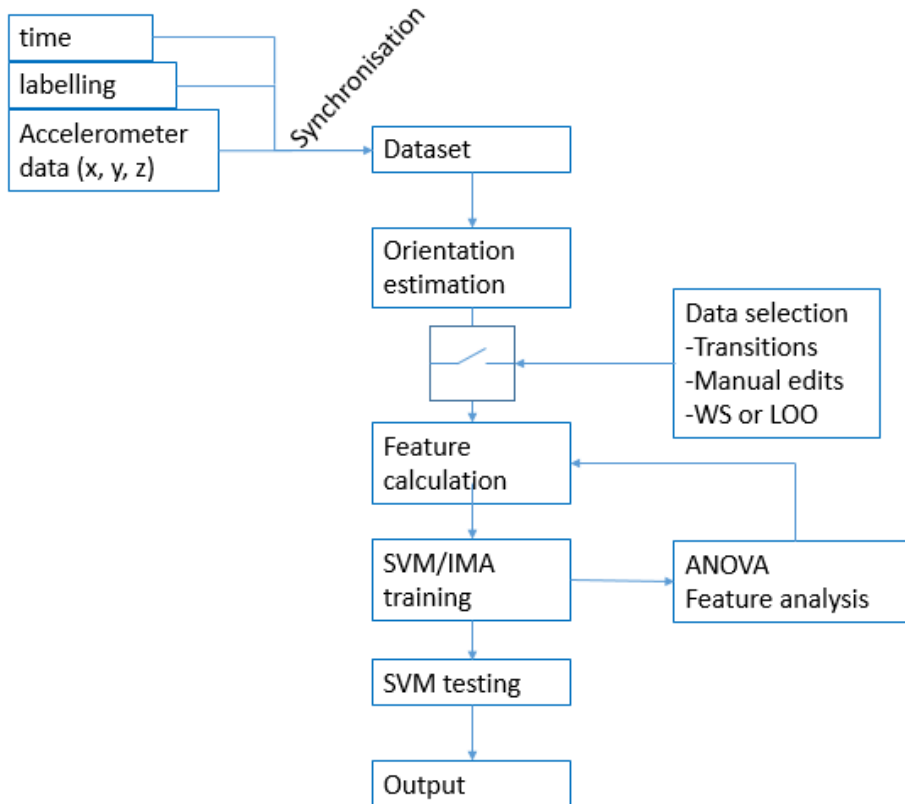 time
labelling
Accelerometer
data (x, y, z)
Synchronisation
Dataset
Orientation
estimation
Data selection
-Transitions
-Manual edits
-WS or LOO
Feature
calculation
SVM/IMA
training
ANOVA
Feature analysis
SVM testing
Output